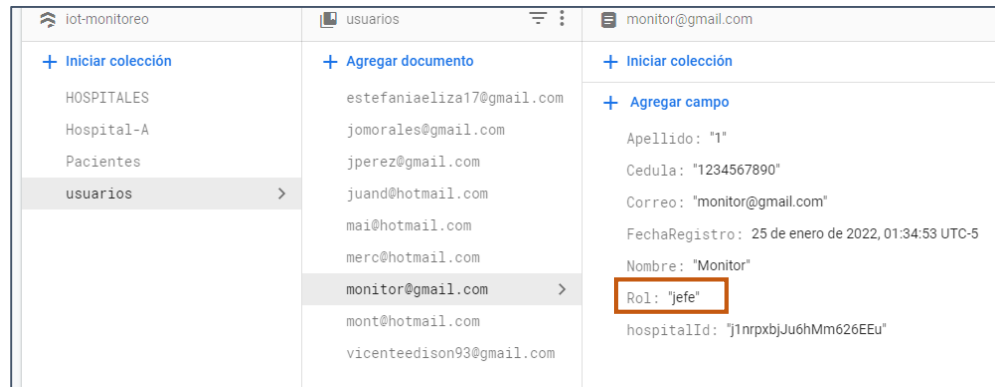 iot-monitoreo
usuarios
monitor@gmail.com
+ Iniciar colección
+ Agregar documento
+ Iniciar colección
HOSPITALES
Hospital-A
Pacientes
usuarios
estefaniaeliza17@gmail.com
jomorales@gmail.com
jperez@gmail.com
juand@hotmail.com
mai@hotmail.com
merc@hotmail.com
monitor@gmail.com
mont@hotmail.com
vicenteedison93@gmail.com
+ Agregar campo
Apellido: "1"
Cedula: "1234567890"
Correo: "monitor@gmail.com"
FechaRegistro: 25 de enero de 2022, 01:34:53 UTC-5
Nombre: "Monitor"
Rol: "jefe"
hospitalId: "j1nrpxbjJu6hMm626EEu"